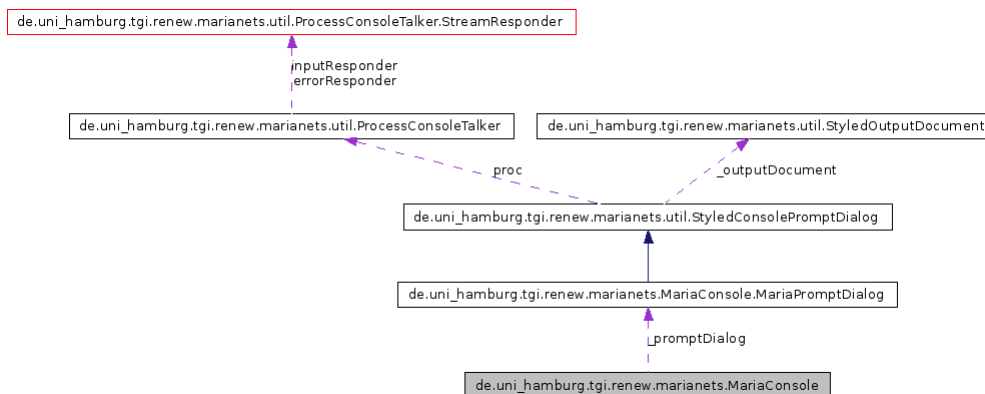 de.uni_hamburg.tgi.renew.marianets.util.ProcessConsoleTalker.StreamResponder
inputResponder
errorResponder
de.uni_hamburg.tgi.renew.marianets.util.ProcessConsoleTalker
de.uni_hamburg.tgi.renew.marianets.util.StyledOutputDocument
proc
_outputDocument
de.uni_hamburg.tgi.renew.marianets.util.StyledConsolePromptDialog
de.uni_hamburg.tgi.renew.marianets.MariaConsole.MariaPromptDialog
_promptDialog
de.uni_hamburg.tgi.renew.marianets.MariaConsole